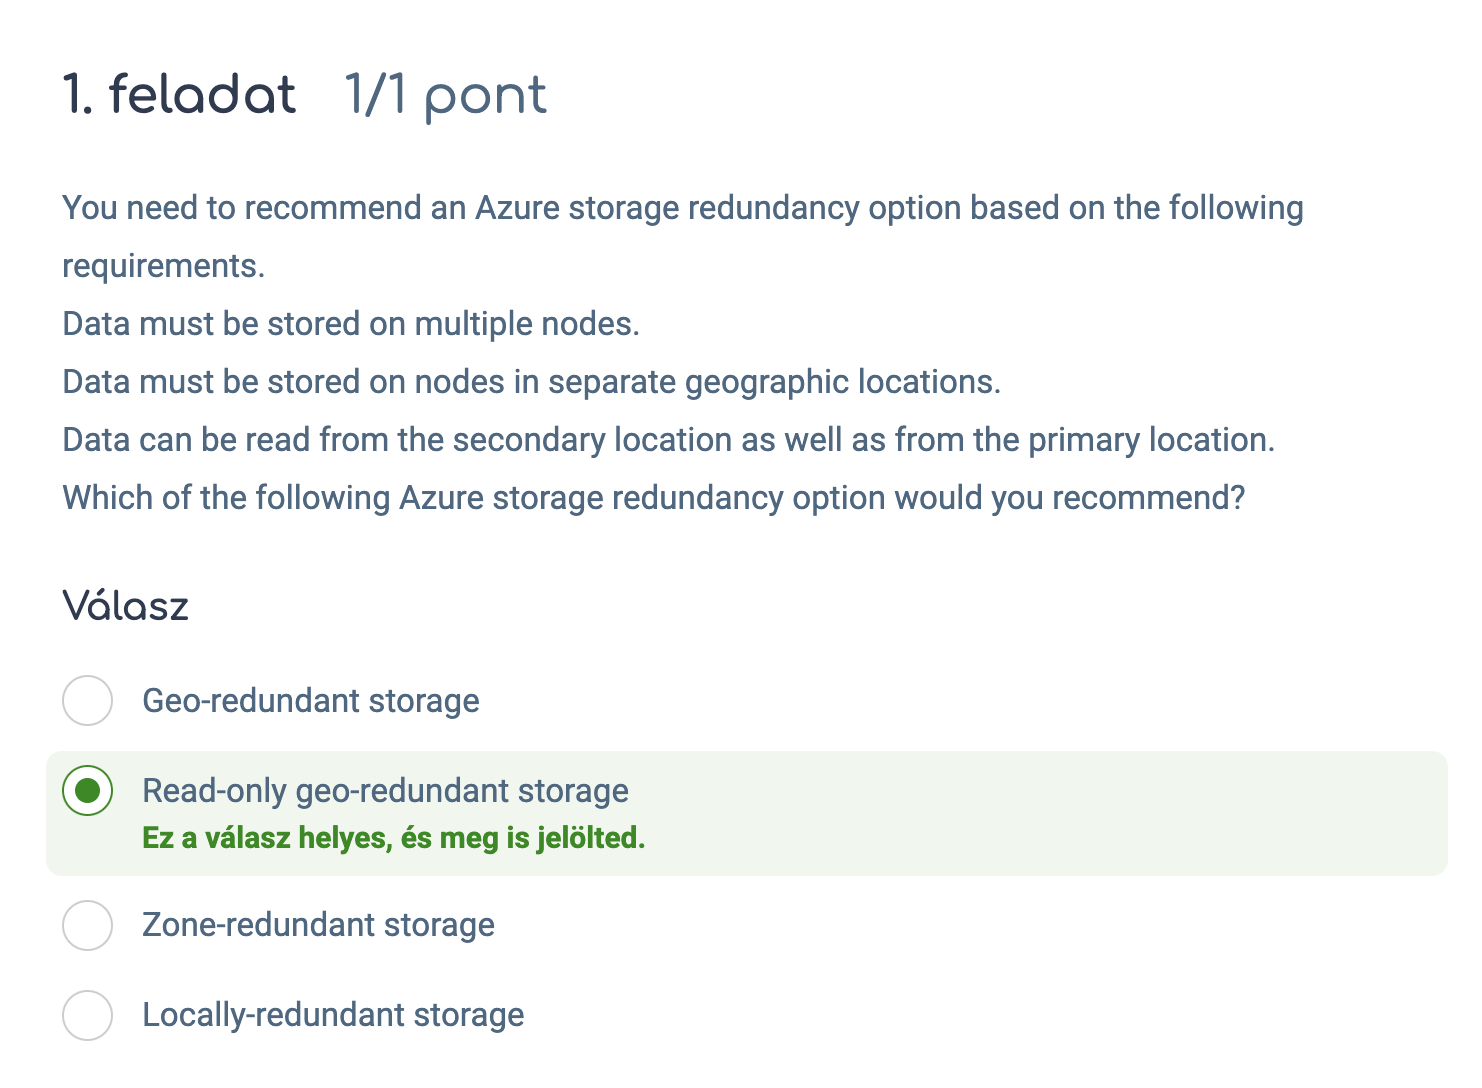 1. feladat 1/1 pont
You need to recommend an Azure storage redundancy option based on the following
requirements.
Data must be stored on multiple nodes.
Data must be stored on nodes in separate geographic locations.
Data can be read from the secondary location as well as from the primary location.
Which of the following Azure storage redundancy option would you recommend?
Válasz
Geo-redundant storage
Read-only geo-redundant storage
Ez a válasz helyes, és meg is jelölted.
Zone-redundant storage
Locally-redundant storage